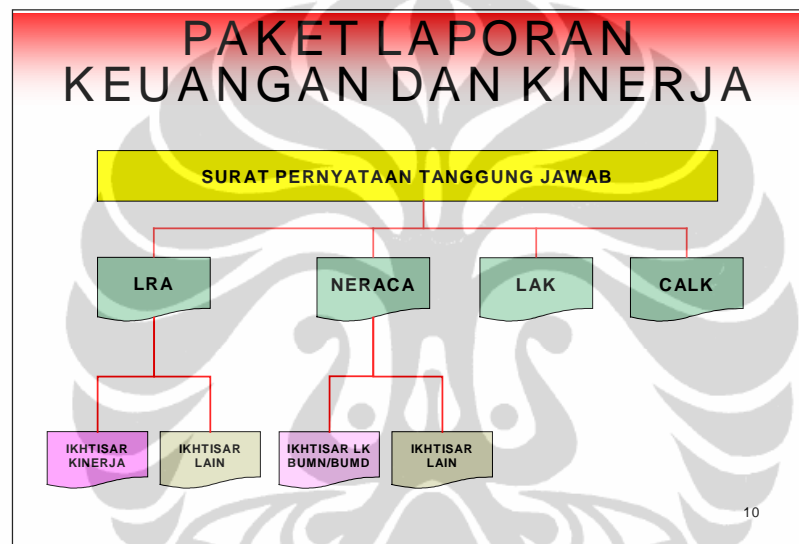 PAKET LAPORAN
KEUANGAN DAN KINERJA
SURAT PERNYATAAN TANGGUNG JAWAB
LRA
NERACA
LAK
CALK
IKHTISAR
KINERJA
IKHTISAR
LAIN
IKHTISAR LK
BUMN/BUMD
IKHTISAR
LAIN
10